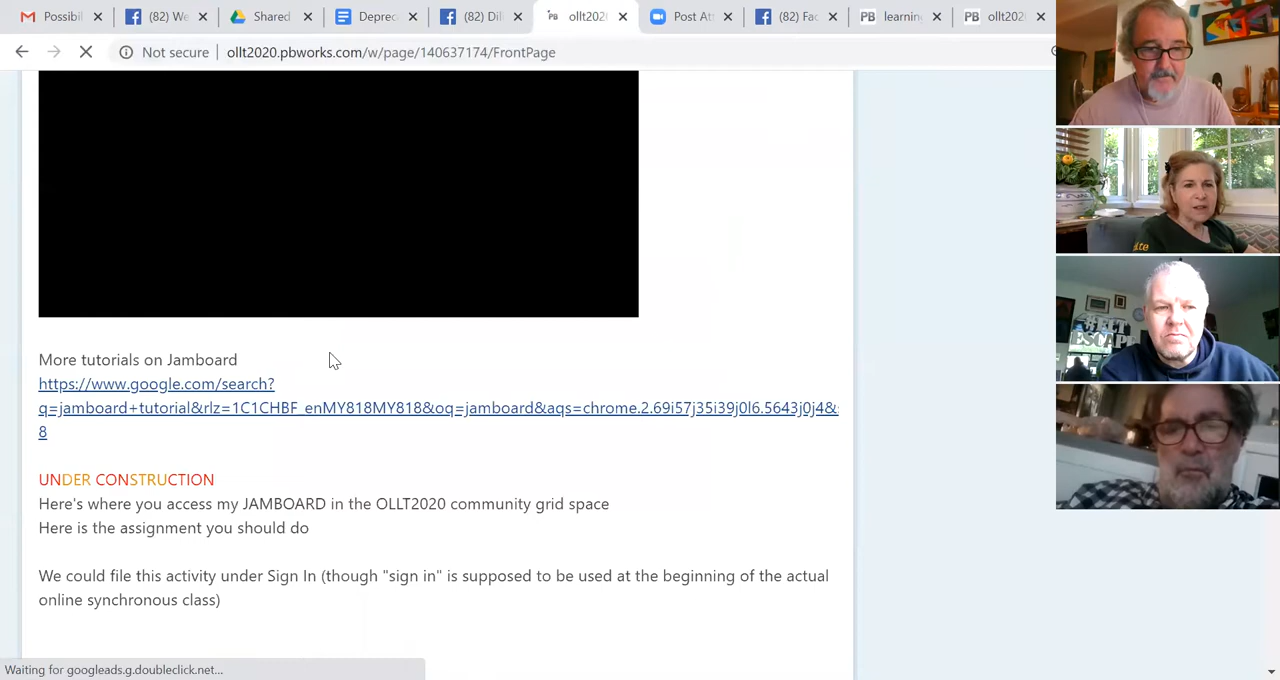 Possibil
(82) We
Shared
Deprec
(82) Dil
ollt202
Post At
(82) Fac
learning
ollt202
Not secure
ollt2020.pbworks.com/w/page/140637174/FrontPage
More tutorials on Jamboard
https://www.google.com/search?
q=jamboard+tutorial&rlz=1C1CHBF_enMY818MY818&oq=jamboard&aqs=chrome.2.69i57j35i39j0l6.5643j0j4&
8
UNDER CONSTRUCTION
Here's where you access my JAMBOARD in the OLLT2020 community grid space
Here is the assignment you should do
We could file this activity under Sign In (though "sign in" is supposed to be used at the beginning of the actual
online synchronous class)
Waiting for googleads.g.doubleclick.net...
ESCAPE